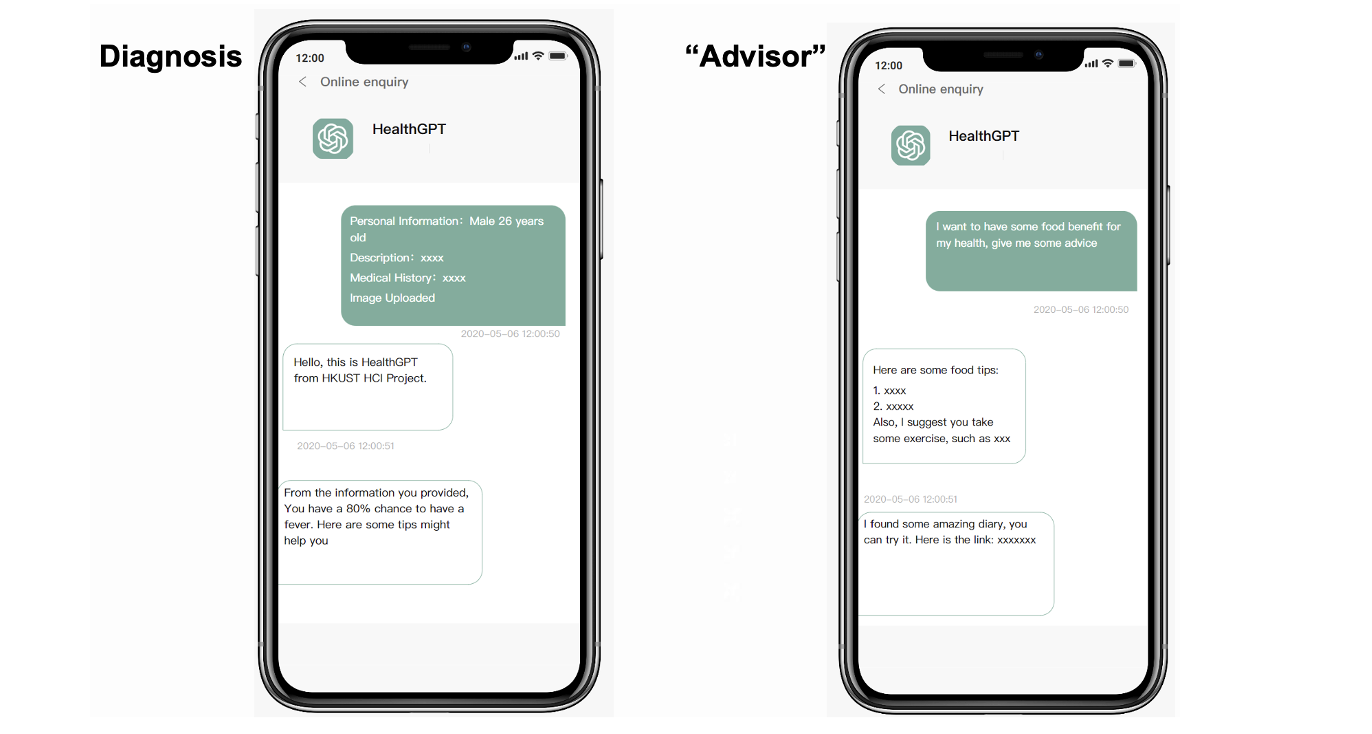 Diagnosis
12:00
Online enquiry
HealthGPT
Personal Information： Male 26 years
old
Description： xxxx
Medical History： xxxx
Image Uploaded
2020-05-06 12:00:50
Hello, this is HealthGPT
from HKUST HCI Project.
2020-05-06 12:00:51
From the information you provided,
You have a 80% chance to have a
fever. Here are some tips might
help you
“Advisor”
12:00
Online enquiry
HealthGPT
I want to have some food benefit for
my health, give me some advice
2020-05-06 12:00:50
Here are some food tips:
1. xxxx
2. xxxxx
Also, I suggest you take
some exercise, such as xxx
2020-05-06 12:00:51
I found some amazing diary, you
can try it. Here is the link: xxxxxxx